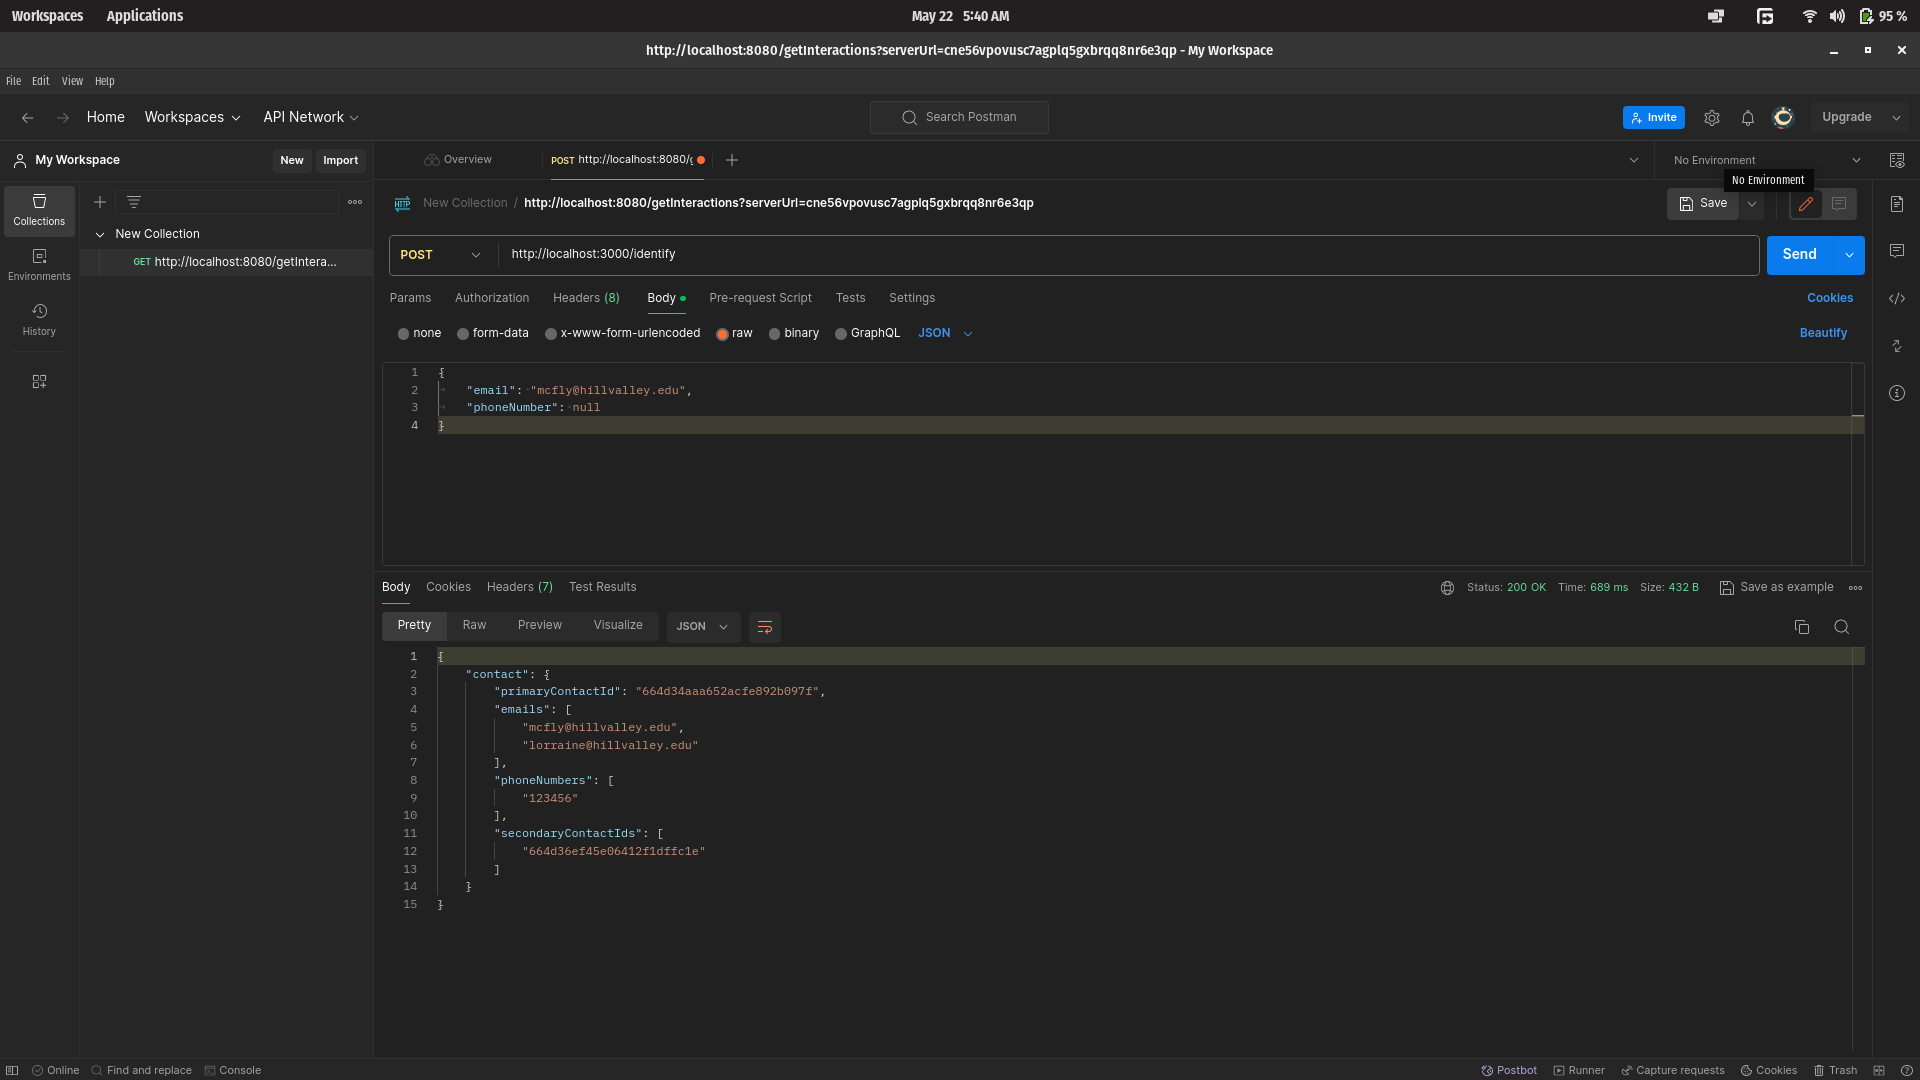 Workspaces Applications May 22 5:40 AM 95 %
http://localhost:8080/getInteractions?serverUrl=cne56vpovusc7agplq5gxbrqq8nr6e3qp - My Workspace
File Edit View Help
Home Workspaces API Network Search Postman Invite Upgrade
My Workspace New Import Overview POST http://localhost:8080/g No Environment
No Environment
Collections
New Collection / http://localhost:8080/getInteractions?serverUrl=cne56vpovusc7agplq5gxbrqq8nr6e3qp Save
New Collection
GET http://localhost:8080/getIntera...
Environments
History
POST http://localhost:3000/identify Send
Params Authorization Headers (8) Body Pre-request Script Tests Settings Cookies
none form-data x-www-form-urlencoded raw binary GraphQL JSON Beautify
1 {
2 "email": "mcfly@hillvalley.edu",
3 "phoneNumber": null
4 }
Body Cookies Headers (7) Test Results Status: 200 OK Time: 689 ms Size: 432 B Save as example
Pretty Raw Preview Visualize JSON
1 {
2 "contact": {
3 "primaryContactId": "664d34aaa652acfe892b097f",
4 "emails": [
5 "mcfly@hillvalley.edu",
6 "lorraine@hillvalley.edu"
7 ],
8 "phoneNumbers": [
9 "123456"
10 ],
11 "secondaryContactIds": [
12 "664d36ef45e06412f1dffc1e"
13 ]
14 }
15 }
Online Find and replace Console Postbot Runner Capture requests Cookies Trash